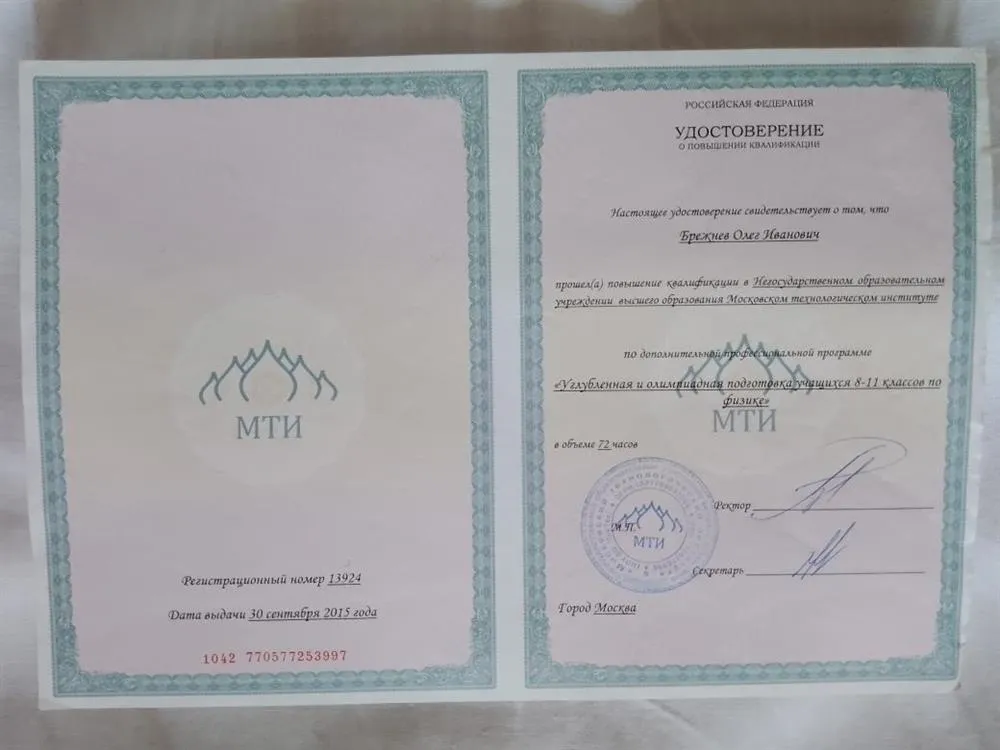 МТИ
Регистрационный номер 13924
Дата выдачи 30 сентября 2015 года
1042 770577253997
РОССИЙСКАЯ ФЕДЕРАЦИЯ
УДОСТОВЕРЕНИЕ
О ПОВЫШЕНИИ КВАЛИФИКАЦИИ
Настоящее удостоверение свидетельствует о том, что
Брежнев Олег Иванович
прошел(а) повышение квалификации в Негосударственном образовательном
учреждении высшего образования Московском технологическом институте
по дополнительной профессиональной программе
«Углубленная и олимпиадная подготовка учащихся 8-11 классов по
физике»
МТИ
в объеме 72 часов
Ректор
М.П.
МТИ
Секретарь
Город Москва